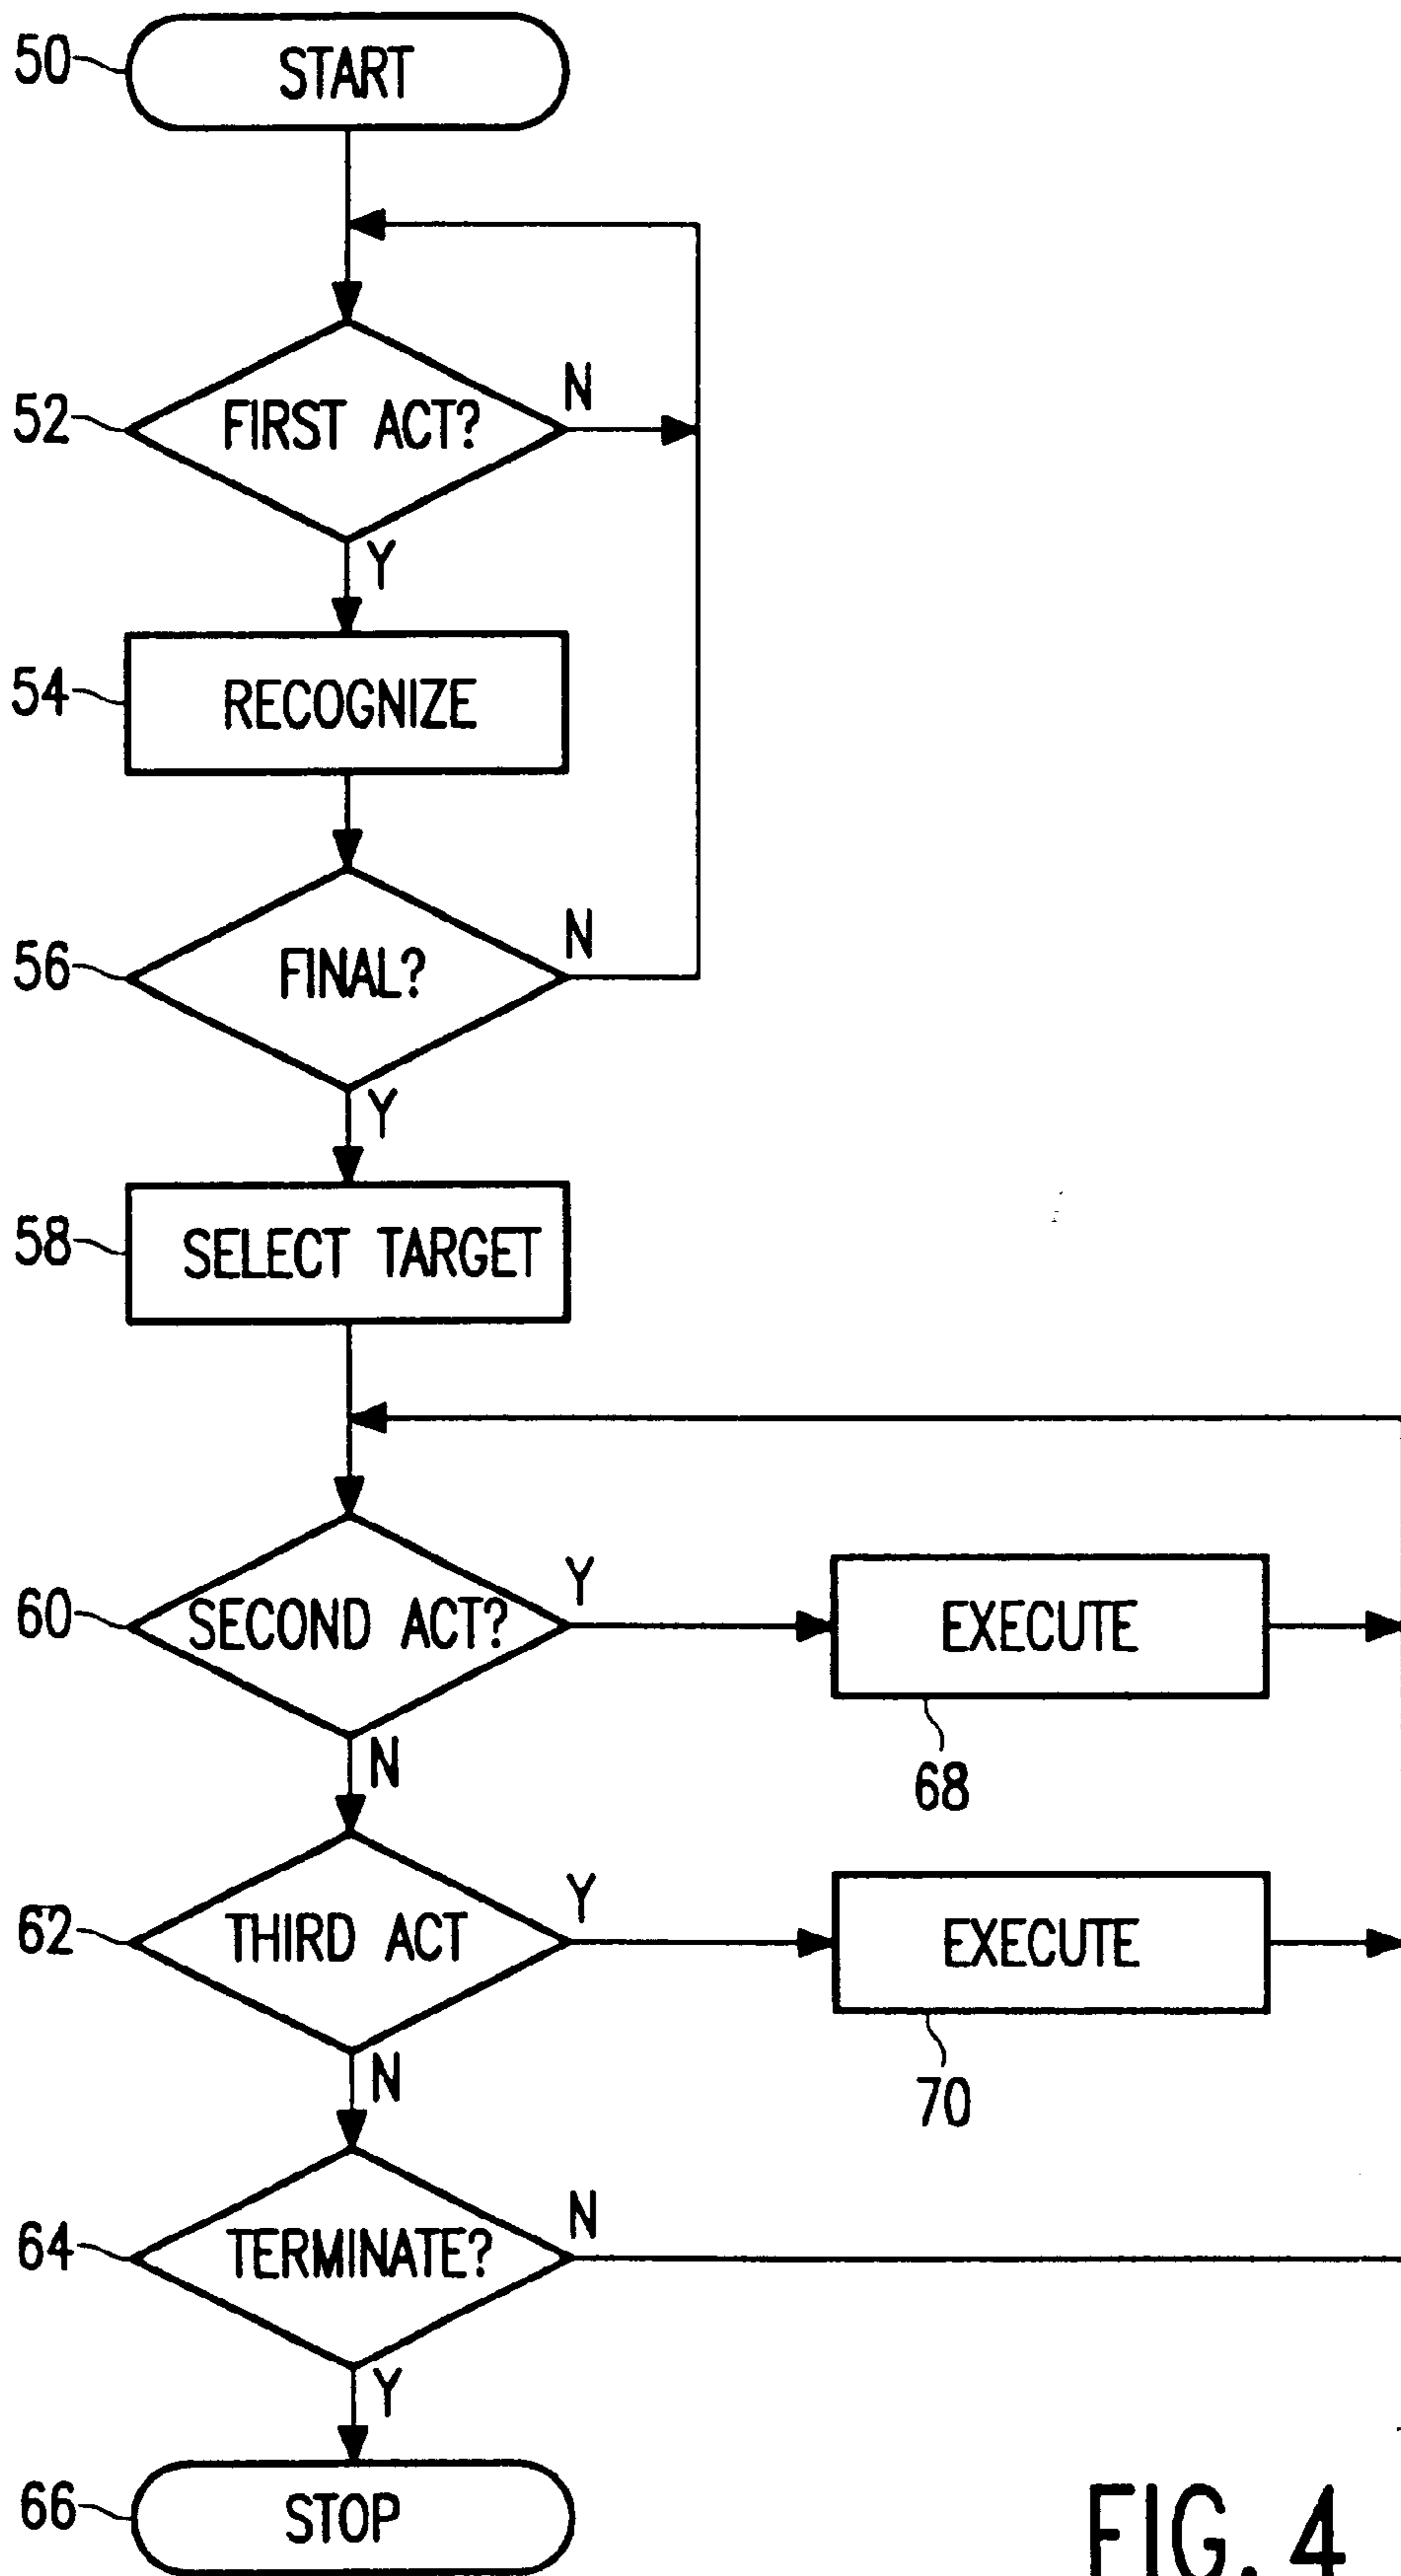 50 START
N
52 FIRST ACT?
Y
54 RECOGNIZE
N
56 FINAL?
Y
58 SELECT TARGET
Y
60 SECOND ACT? EXECUTE
N
68
Y
62 THIRD ACT EXECUTE
N
70
N
64 TERMINATE?
Y
66 STOP
FIG. 4